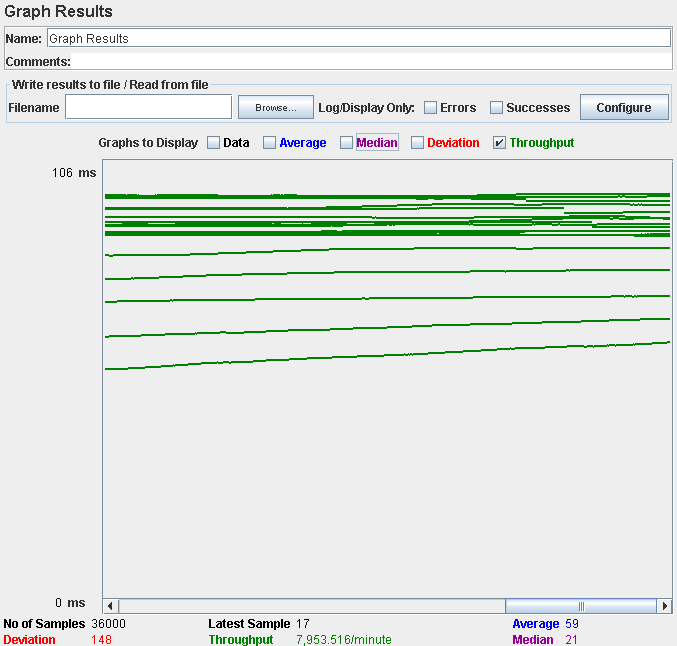 Graph Results
Name: Graph Results
Comments:
Write results to file / Read from file
Filename Browse... Log/Display Only: Errors Successes Configure
Graphs to Display Data Average Median Deviation Throughput
106 ms
0 ms
No of Samples 36000 Latest Sample 17 Average 59
Deviation 148 Throughput 7,953.516/minute Median 21